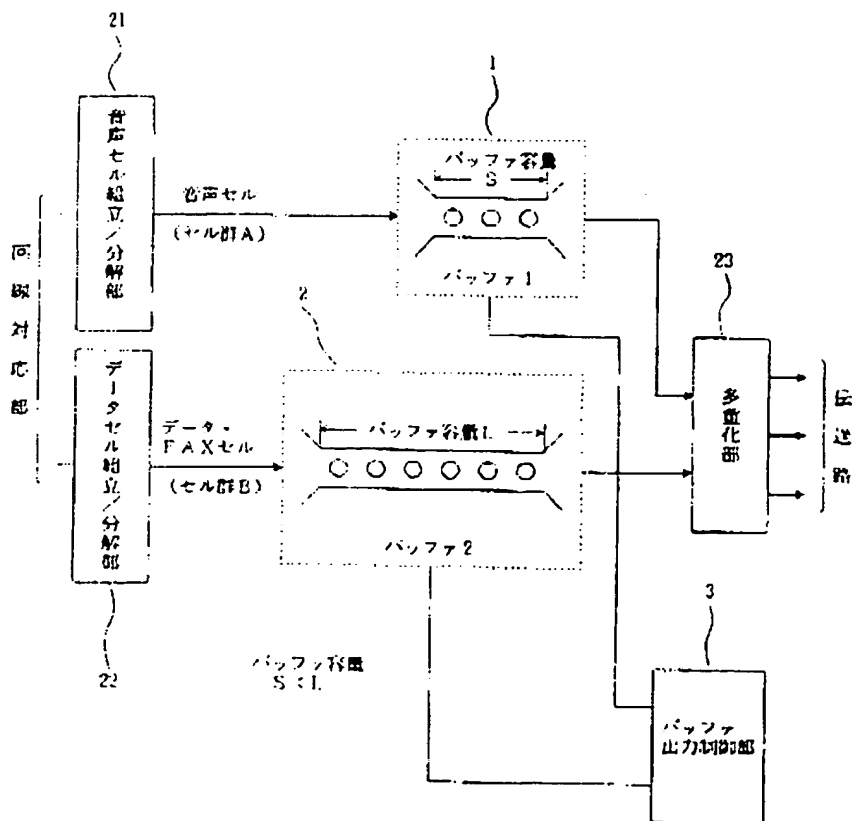 21
音声セル組立／分解部
回線対応部
音声セル
(セル群A)
1
バッファ容量
S
バッファ1
23
多重化部
伝送路
2
データセル組立／分解部
データ・
FAXセル
(セル群B)
バッファ容量L
バッファ2
22
バッファ容量
S<L
3
バッファ
出力制御部